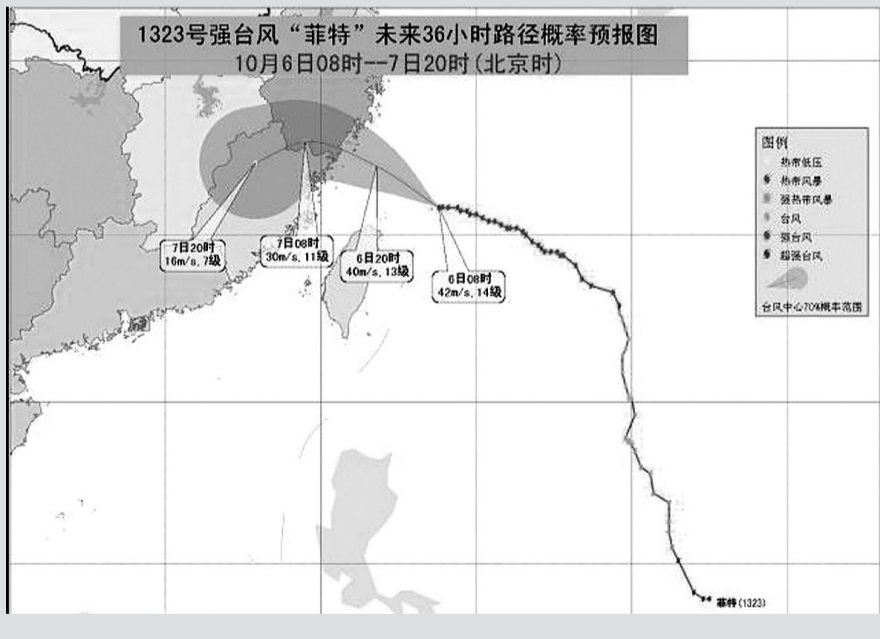 1323号强台风“菲特”未来36小时路径概率预报图
10月6日08时--7日20时(北京时)
图例
热带低压
热带风暴
强热带风暴
台风
强台风
超强台风
台风中心70%概率范围
7日20时
16m/s,7级
7日08时
30m/s,11级
6日20时
40m/s,13级
6日08时
42m/s,14级
菲特(1323)